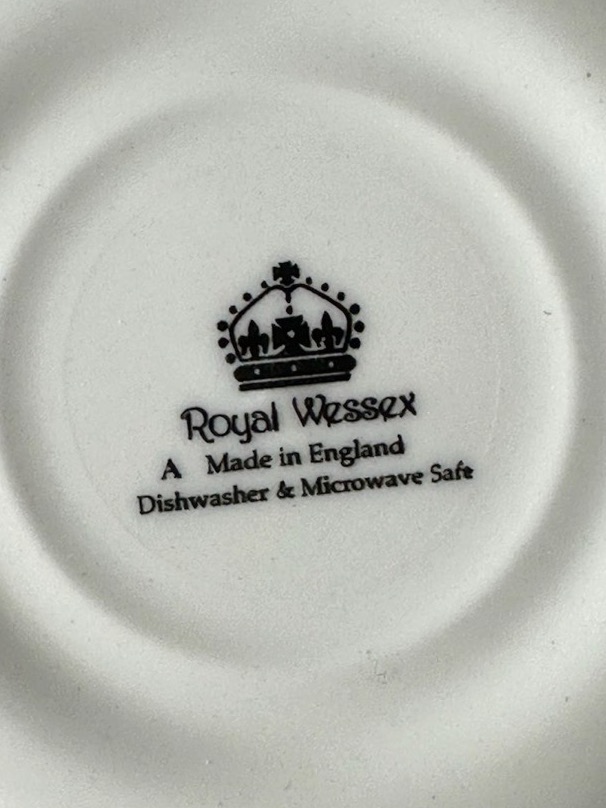 Royal Wessex
A Made in England
Dishwasher & Microwave Safe